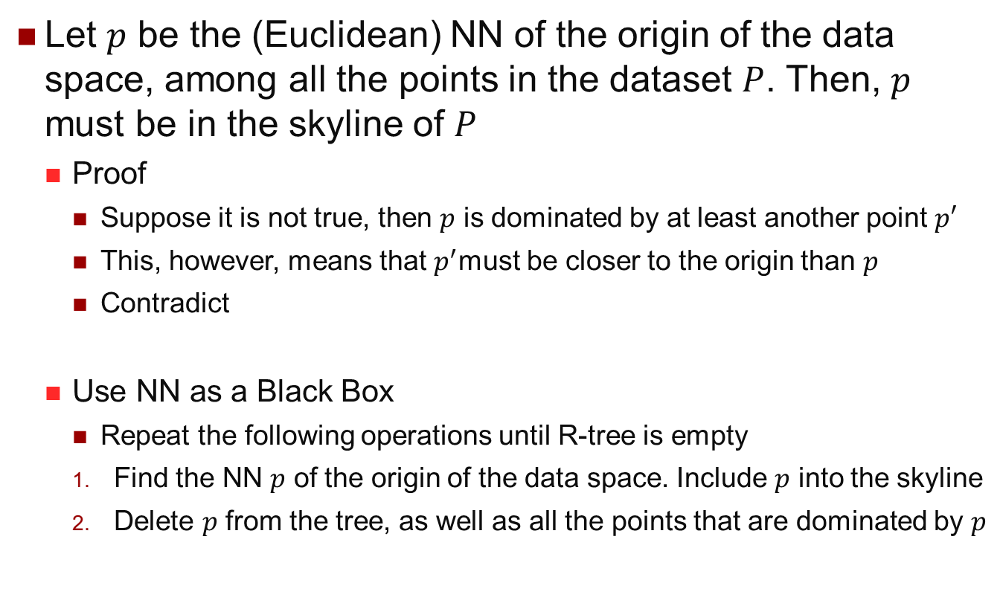 Let p be the (Euclidean) NN of the origin of the data
space, among all the points in the dataset P. Then, p
must be in the skyline of P
Proof
Suppose it is not true, then p is dominated by at least another point p′
This, however, means that p′must be closer to the origin than p
Contradict
Use NN as a Black Box
Repeat the following operations until R-tree is empty
1. Find the NN p of the origin of the data space. Include p into the skyline
2. Delete p from the tree, as well as all the points that are dominated by p